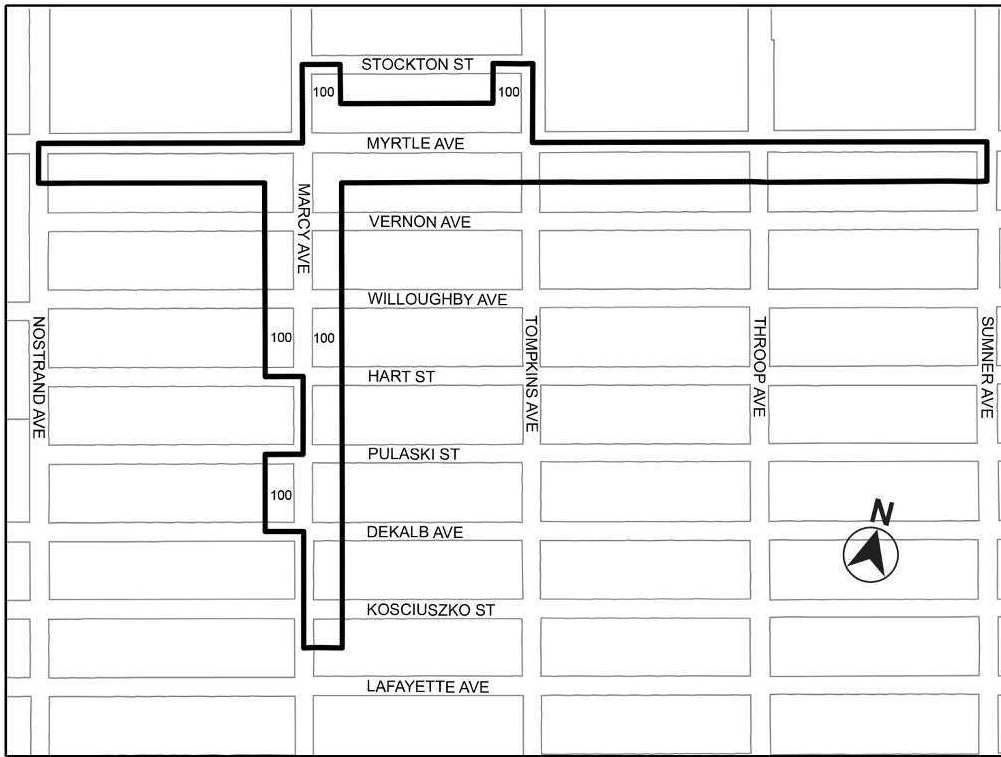 STOCKTON ST
100
100
MYRTLE AVE
MARCY AVE
VERNON AVE
WILLOUGHBY AVE
NOSTRAND AVE
100
100
TOMPKINS AVE
THROOP AVE
SUMNER AVE
HART ST
PULASKI ST
100
N
DEKALB AVE
KOSCIUSZKO ST
LAFAYETTE AVE